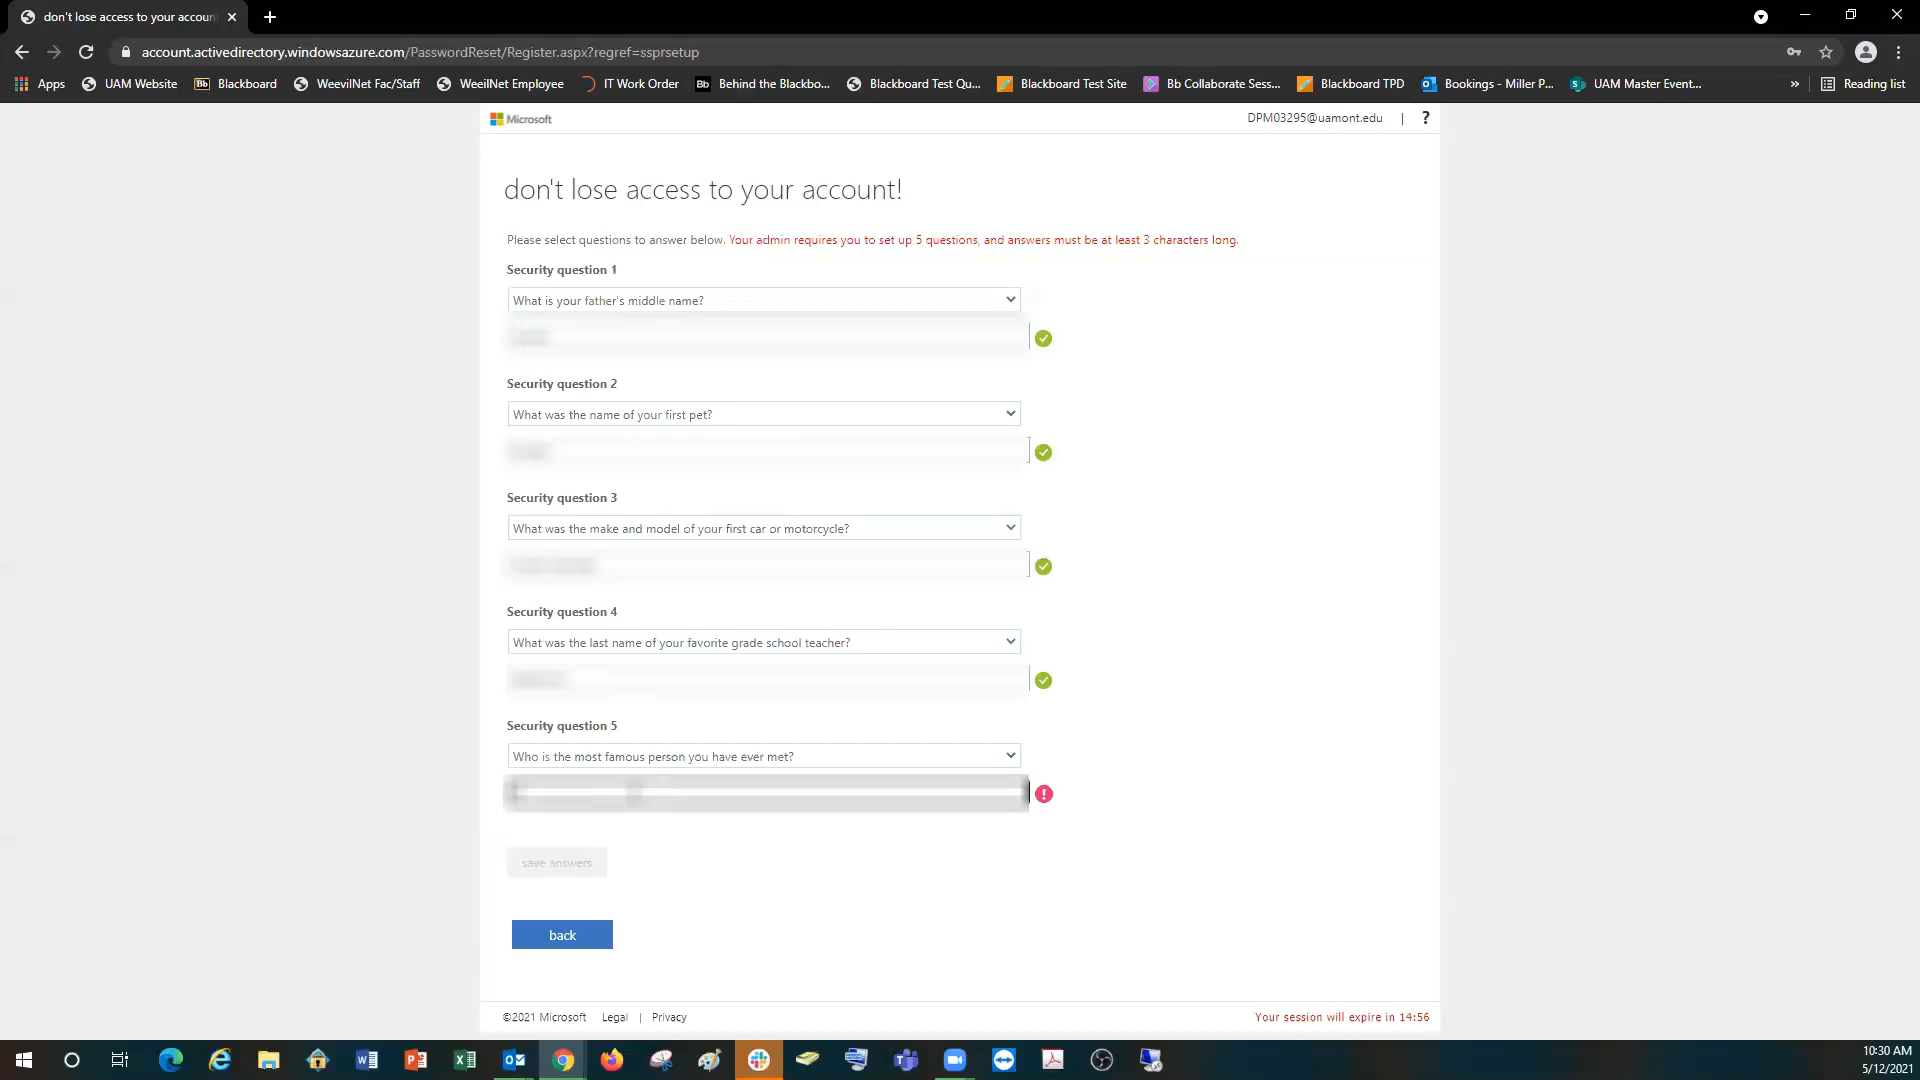 don't lose access to your accoun
account.activedirectory.windowsazure.com/PasswordReset/Register.aspx?regref=ssprsetup
Apps UAM Website Bb Blackboard WeevilNet Fac/Staff WeeilNet Employee IT Work Order Bb Behind the Blackbo... Blackboard Test Qu... Blackboard Test Site Bb Collaborate Sess... Blackboard TPD Bookings - Miller P... UAM Master Event... » Reading list
Microsoft DPM03295@uamont.edu | ?
don't lose access to your account!
Please select questions to answer below. Your admin requires you to set up 5 questions, and answers must be at least 3 characters long.
Security question 1
What is your father's middle name?
Security question 2
What was the name of your first pet?
Security question 3
What was the make and model of your first car or motorcycle?
Security question 4
What was the last name of your favorite grade school teacher?
Security question 5
Who is the most famous person you have ever met?
save answers
back
©2021 Microsoft Legal | Privacy Your session will expire in 14:56
10:30 AM
5/12/2021